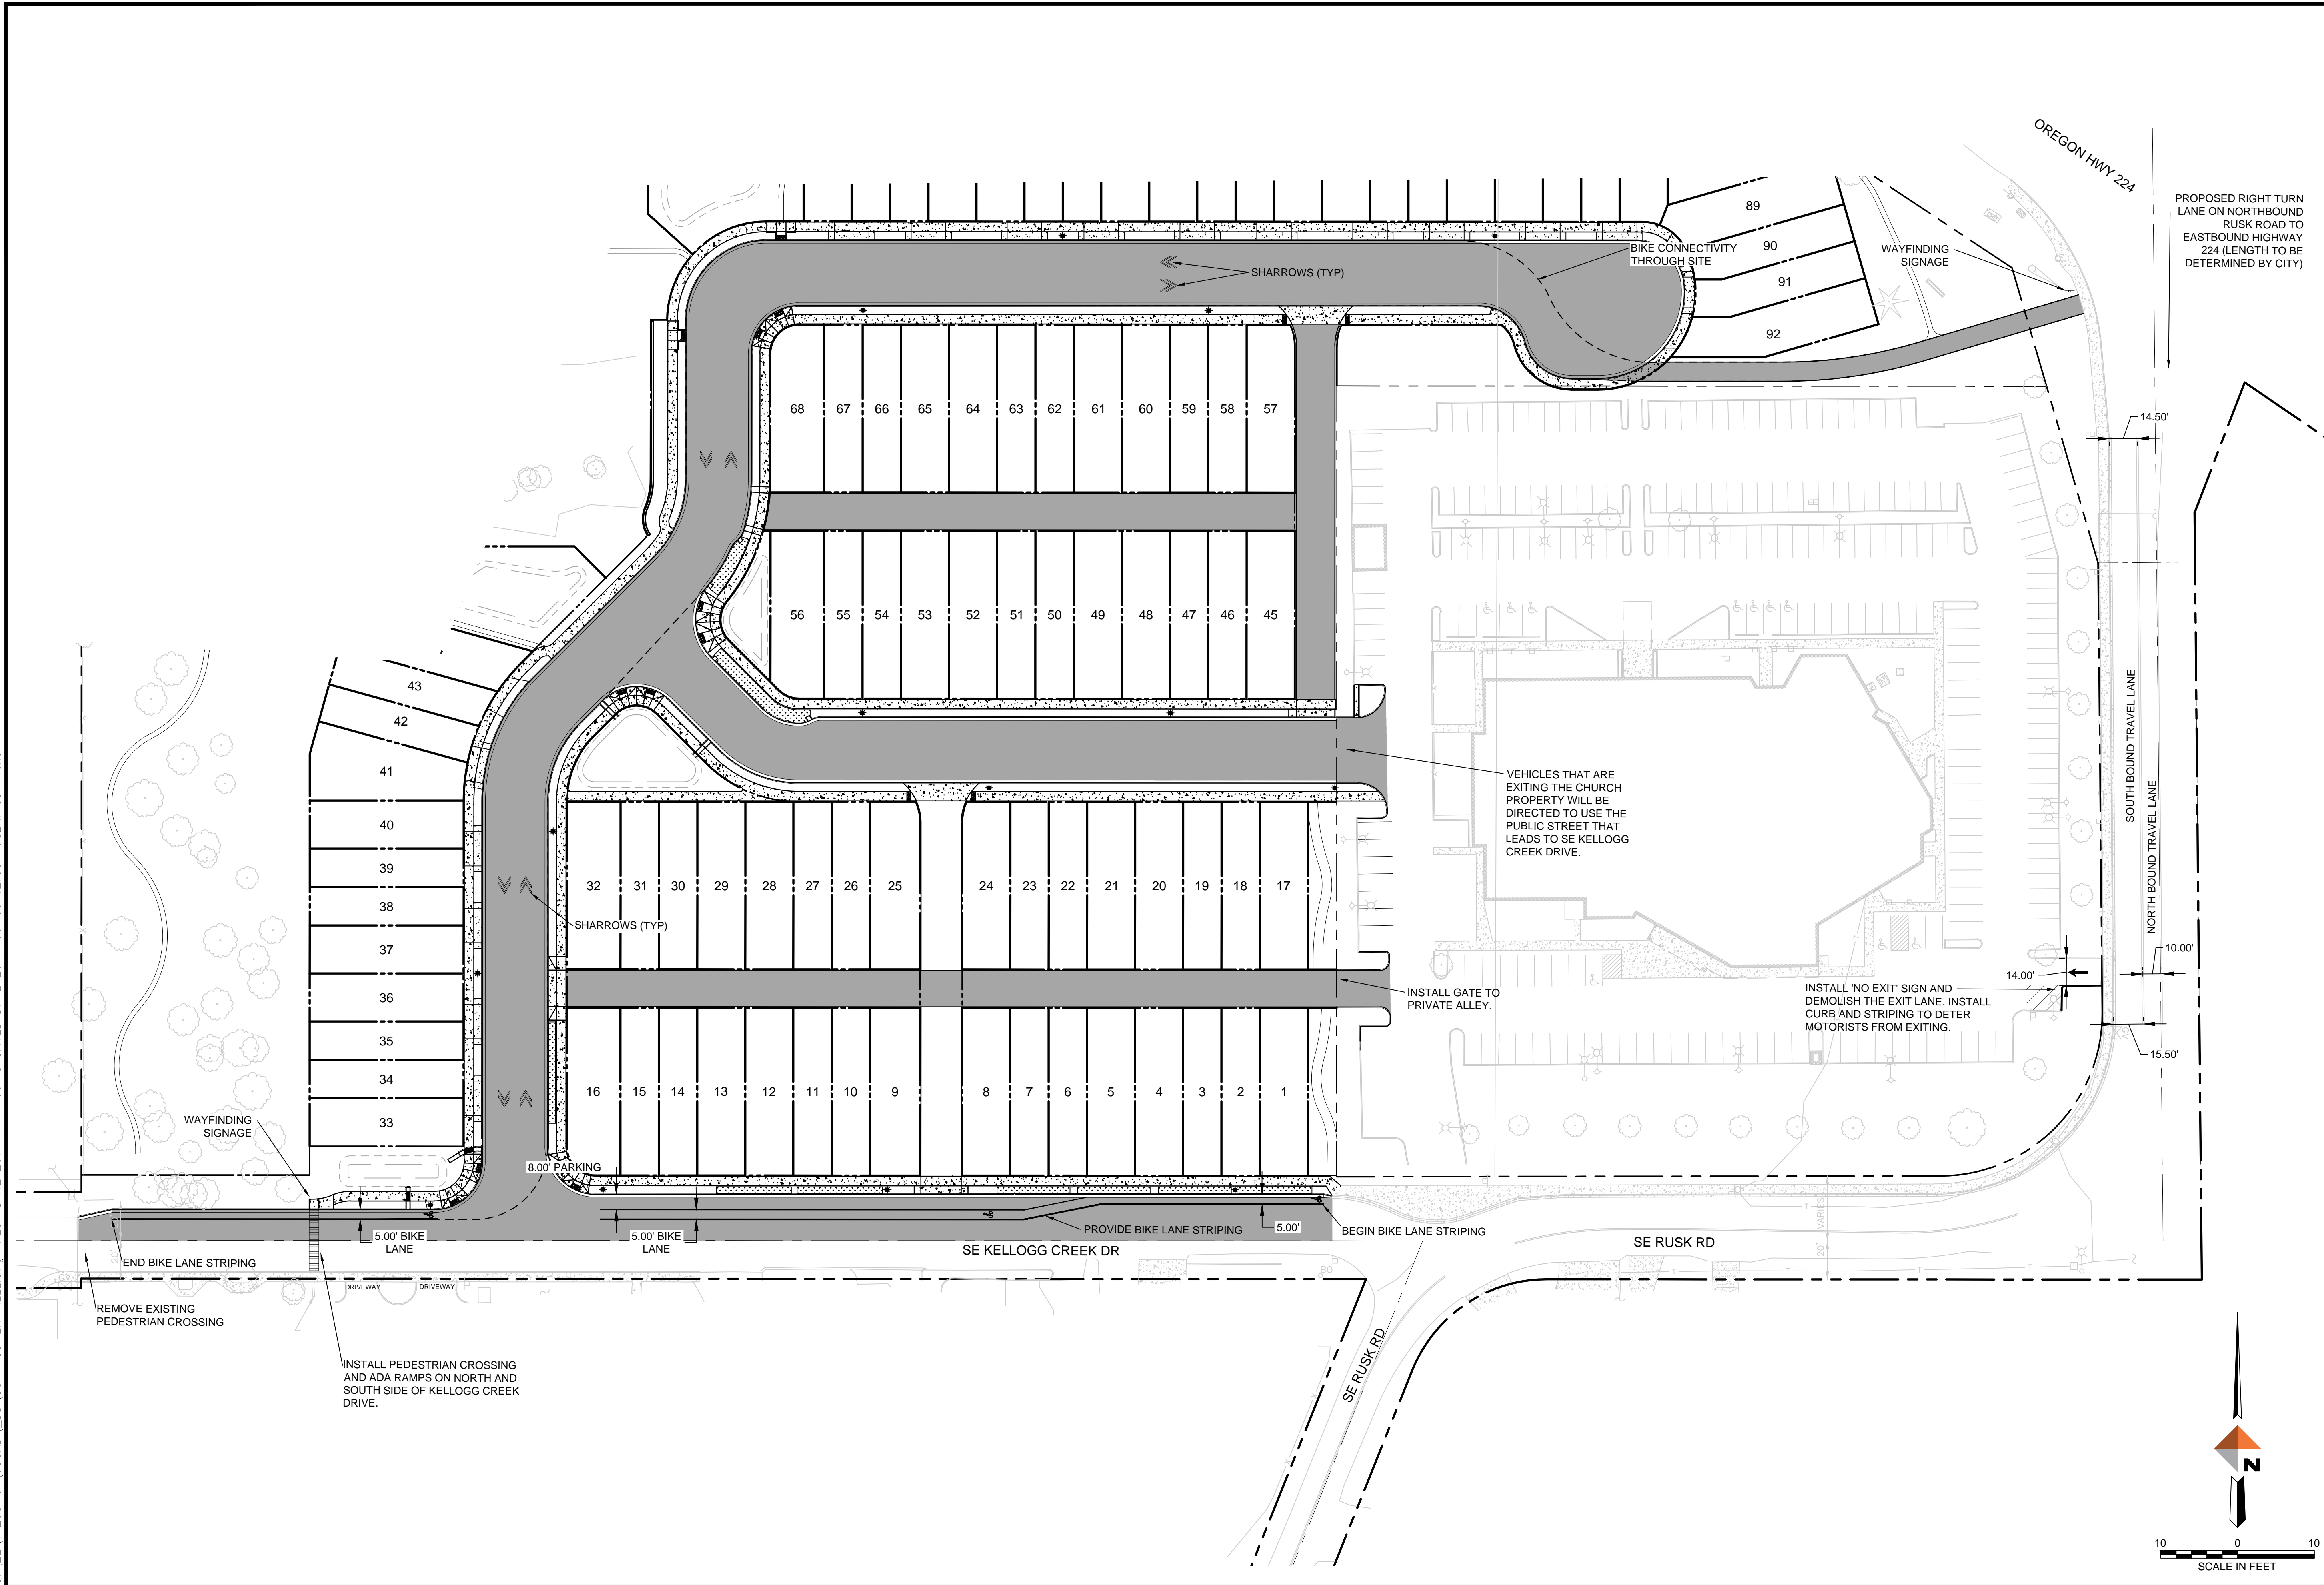 OREGON HWY 224
PROPOSED RIGHT TURN
LANE ON NORTHBOUND
RUSK ROAD TO
EASTBOUND HIGHWAY
224 (LENGTH TO BE
DETERMINED BY CITY)
89
90
91
92
BIKE CONNECTIVITY
THROUGH SITE
WAYFINDING
SIGNAGE
SHARROWS (TYP)
68 67 66 65 64 63 62 61 60 59 58 57
14.50'
56 55 54 53 52 51 50 49 48 47 46 45
43
42
41
40
39
38
37
36
35
34
33
SOUTH BOUND TRAVEL LANE
NORTH BOUND TRAVEL LANE
VEHICLES THAT ARE
EXITING THE CHURCH
PROPERTY WILL BE
DIRECTED TO USE THE
PUBLIC STREET THAT
LEADS TO SE KELLOGG
CREEK DRIVE.
32 31 30 29 28 27 26 25 24 23 22 21 20 19 18 17
SHARROWS (TYP)
10.00'
14.00'
INSTALL GATE TO
PRIVATE ALLEY.
INSTALL 'NO EXIT' SIGN AND
DEMOLISH THE EXIT LANE. INSTALL
CURB AND STRIPING TO DETER
MOTORISTS FROM EXITING.
15.50'
16 15 14 13 12 11 10 9 8 7 6 5 4 3 2 1
WAYFINDING
SIGNAGE
8.00' PARKING
5.00' BIKE
LANE
5.00' BIKE
LANE
PROVIDE BIKE LANE STRIPING
5.00'
BEGIN BIKE LANE STRIPING
20'
VARIES
20'
SE KELLOGG CREEK DR
SE RUSK RD
END BIKE LANE STRIPING
DRIVEWAY
DRIVEWAY
REMOVE EXISTING
PEDESTRIAN CROSSING
INSTALL PEDESTRIAN CROSSING
AND ADA RAMPS ON NORTH AND
SOUTH SIDE OF KELLOGG CREEK
DRIVE.
SE RUSK RD
N
10 0 10
SCALE IN FEET